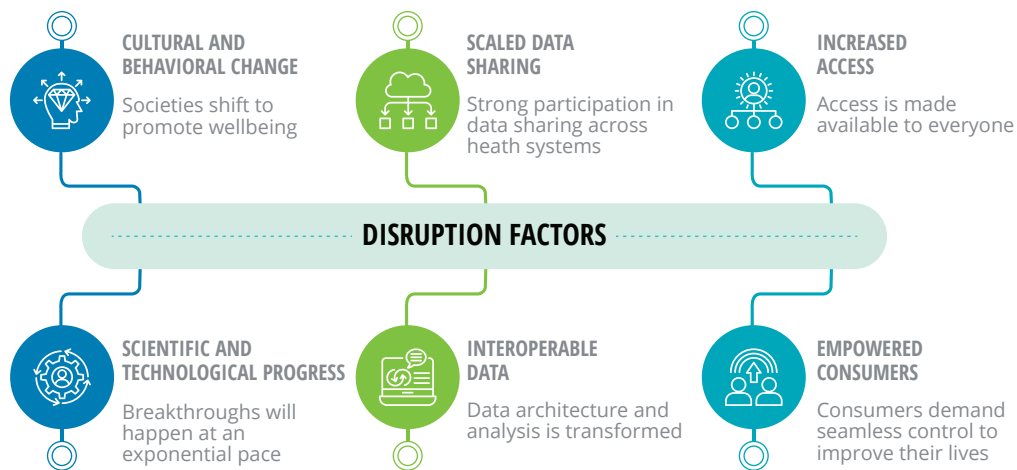 CULTURAL AND
BEHAVIORAL CHANGE
Societies shift to
promote wellbeing
SCALED DATA
SHARING
Strong participation in
data sharing across
heath systems
INCREASED
ACCESS
Access is made
available to everyone
DISRUPTION FACTORS
SCIENTIFIC AND
TECHNOLOGICAL PROGRESS
Breakthroughs will
happen at an
exponential pace
INTEROPERABLE
DATA
Data architecture and
analysis is transformed
EMPOWERED
CONSUMERS
Consumers demand
seamless control to
improve their lives